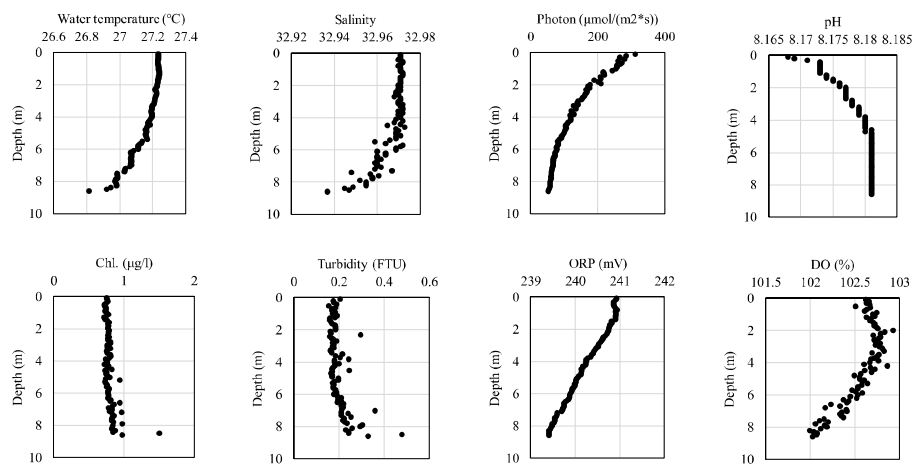 Water temperature (℃)
26.6 26.8 27 27.2 27.4
0
2
4
6
8
10
Depth (m)
Salinity
32.92 32.94 32.96 32.98
0
2
4
6
8
10
Depth (m)
Photon (μmol/(m2*s))
0 200 400
0
2
4
6
8
10
Depth (m)
pH
8.165 8.17 8.175 8.18 8.185
0
2
4
6
8
10
Depth (m)
Chl. (μg/l)
0 1 2
0
2
4
6
8
10
Depth (m)
Turbidity (FTU)
0 0.2 0.4 0.6
0
2
4
6
8
10
Depth (m)
ORP (mV)
239 240 241 242
0
2
4
6
8
10
Depth (m)
DO (%)
101.5 102 102.5 103
0
2
4
6
8
10
Depth (m)